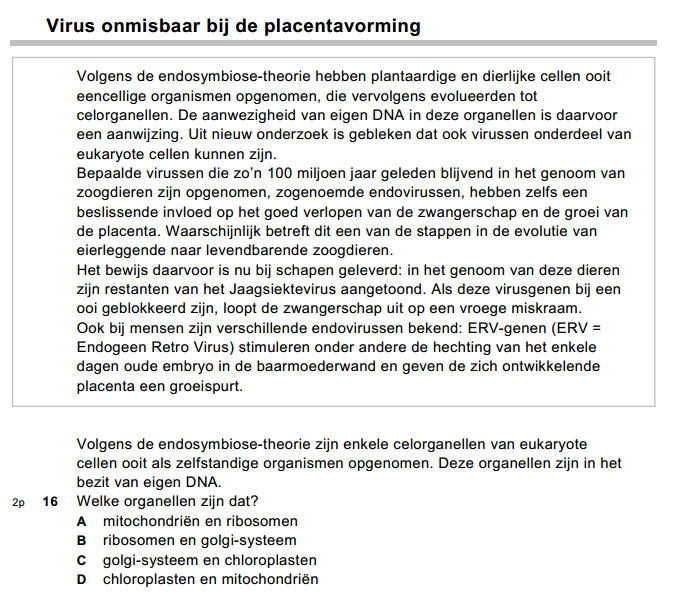 Virus onmisbaar bij de placentavorming
Volgens de endosymbiose-theorie hebben plantaardige en dierlijke cellen ooit
eencellige organismen opgenomen, die vervolgens evolueerden tot
celorganellen. De aanwezigheid van eigen DNA in deze organellen is daarvoor
een aanwijzing. Uit nieuw onderzoek is gebleken dat ook virussen onderdeel van
eukaryote cellen kunnen zijn.
Bepaalde virussen die zo'n 100 miljoen jaar geleden blijvend in het genoom van
zoogdieren zijn opgenomen, zogenoemde endovirussen, hebben zelfs een
beslissende invloed op het goed verlopen van de zwangerschap en de groei van
de placenta. Waarschijnlijk betreft dit een van de stappen in de evolutie van
eierleggende naar levendbarende zoogdieren.
Het bewijs daarvoor is nu bij schapen geleverd: in het genoom van deze dieren
zijn restanten van het Jaagsiektevirus aangetoond. Als deze virusgenen bij een
ooi geblokkeerd zijn, loopt de zwangerschap uit op een vroege miskraam.
Ook bij mensen zijn verschillende endovirussen bekend: ERV-genen (ERV =
Endogeen Retro Virus) stimuleren onder andere de hechting van het enkele
dagen oude embryo in de baarmoederwand en geven de zich ontwikkelende
placenta een groeispurt.
Volgens de endosymbiose-theorie zijn enkele celorganellen van eukaryote
cellen ooit als zelfstandige organismen opgenomen. Deze organellen zijn in het
bezit van eigen DNA.
2p 16 Welke organellen zijn dat?
A mitochondriën en ribosomen
B ribosomen en golgi-systeem
C golgi-systeem en chloroplasten
D chloroplasten en mitochondriën